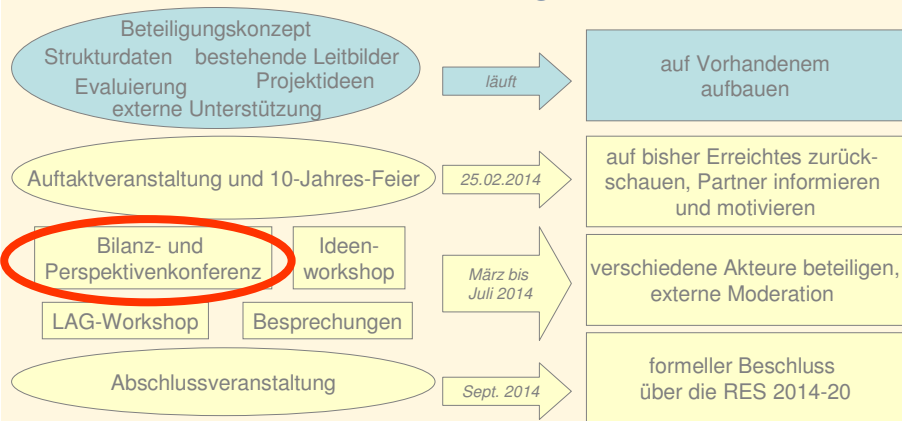 Beteiligungskonzept
Strukturdaten bestehende Leitbilder
Evaluierung Projektideen
externe Unterstützung
läuft
auf Vorhandenem
aufbauen
Auftaktveranstaltung und 10-Jahres-Feier
25.02.2014
auf bisher Erreichtes zurück-
schauen, Partner informieren
und motivieren
Bilanz- und
Perspektivenkonferenz
Ideen-
workshop
LAG-Workshop
Besprechungen
März bis
Juli 2014
verschiedene Akteure beteiligen,
externe Moderation
Abschlussveranstaltung
Sept. 2014
formeller Beschluss
über die RES 2014-20